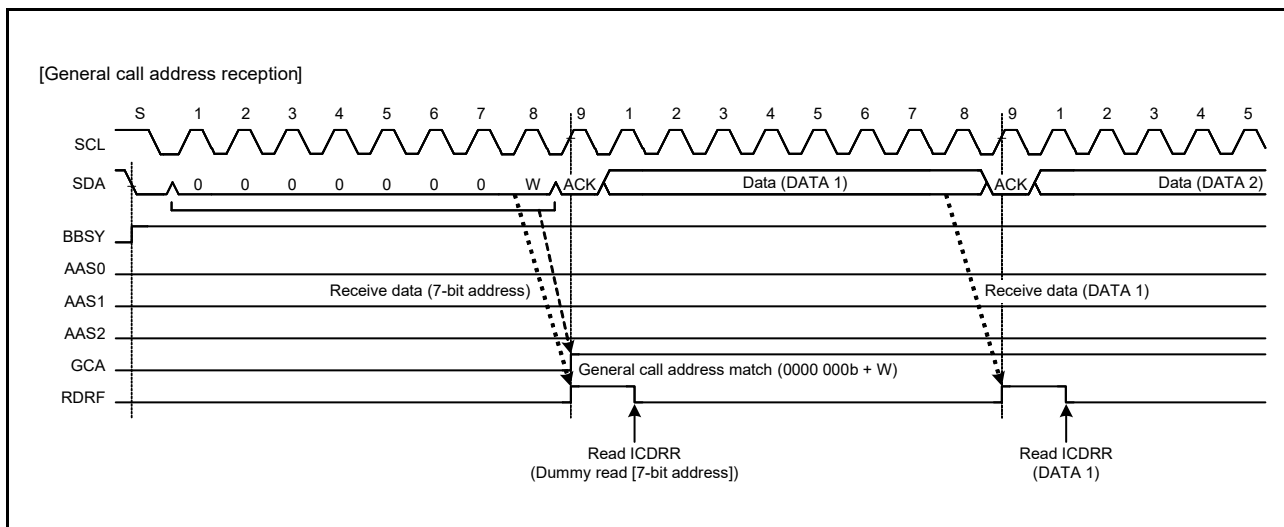 [General call address reception]
S 1 2 3 4 5 6 7 8 9 1 2 3 4 5 6 7 8 9 1 2 3 4 5
SCL
SDA 0 0 0 0 0 0 0 W ACK Data (DATA 1) ACK Data (DATA 2)
BBSY
AAS0
Receive data (7-bit address) Receive data (DATA 1)
AAS1
AAS2
GCA
General call address match (0000 000b + W)
RDRF
Read ICDRR Read ICDRR
(Dummy read [7-bit address]) (DATA 1)